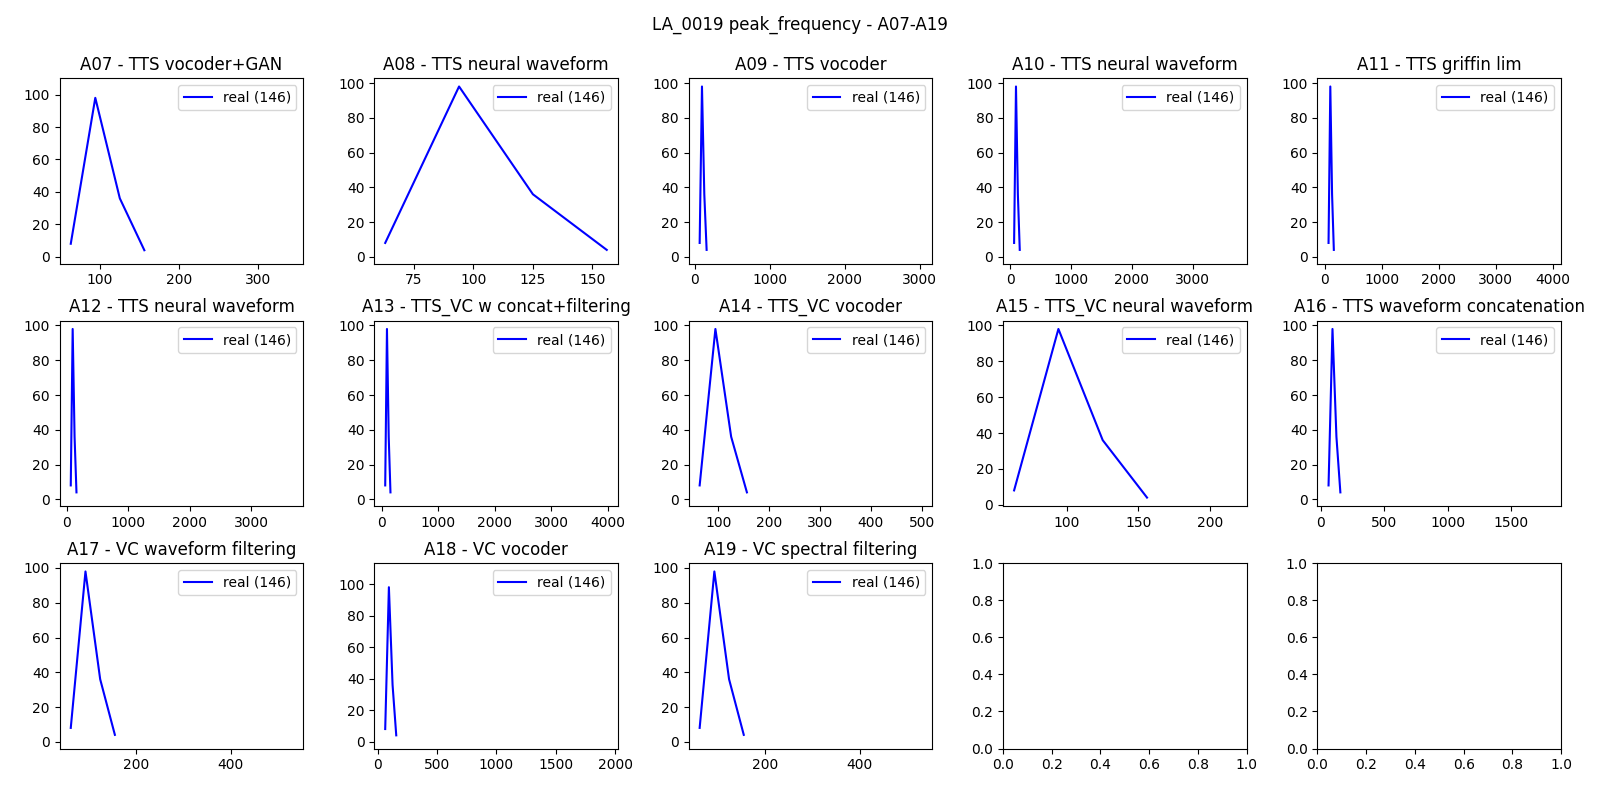 LA_0019 peak_frequency - A07-A19
A07 - TTS vocoder+GAN
real (146)
0 20 40 60 80 100
100 200 300
A08 - TTS neural waveform
real (146)
0 20 40 60 80 100
75 100 125 150
A09 - TTS vocoder
real (146)
0 20 40 60 80 100
0 1000 2000 3000
A10 - TTS neural waveform
real (146)
0 20 40 60 80 100
0 1000 2000 3000
A11 - TTS griffin lim
real (146)
0 20 40 60 80 100
0 1000 2000 3000 4000
A12 - TTS neural waveform
real (146)
0 20 40 60 80 100
0 1000 2000 3000
A13 - TTS_VC w concat+filtering
real (146)
0 20 40 60 80 100
0 1000 2000 3000 4000
A14 - TTS_VC vocoder
real (146)
0 20 40 60 80 100
100 200 300 400 500
A15 - TTS_VC neural waveform
real (146)
0 20 40 60 80 100
100 150 200
A16 - TTS waveform concatenation
real (146)
0 20 40 60 80 100
0 500 1000 1500
A17 - VC waveform filtering
real (146)
0 20 40 60 80 100
200 400
A18 - VC vocoder
real (146)
0 20 40 60 80 100
0 500 1000 1500 2000
A19 - VC spectral filtering
real (146)
0 20 40 60 80 100
200 400
0.0 0.2 0.4 0.6 0.8 1.0
0.0 0.2 0.4 0.6 0.8 1.0
0.0 0.2 0.4 0.6 0.8 1.0
0.0 0.2 0.4 0.6 0.8 1.0